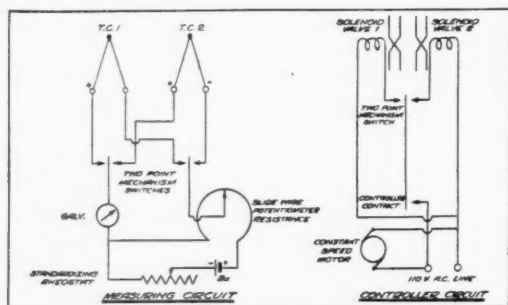 T.C. 1
T.C. 2
+
-
+
-
TWO POINT
MECHANISM
SWITCHES
GALV.
SLIDE WIRE
POTENTIOMETER
RESISTANCE
STANDARDIZING
RHEOSTAT
-
+
Ba
MEASURING CIRCUIT
SOLENOID
VALVE 1
SOLENOID
VALVE 2
TWO POINT
MECHANISM
SWITCH
CONTROLLER
CONTACT
CONSTANT
SPEED
MOTOR
110 V. A.C. LINE
CONTROLLER CIRCUIT